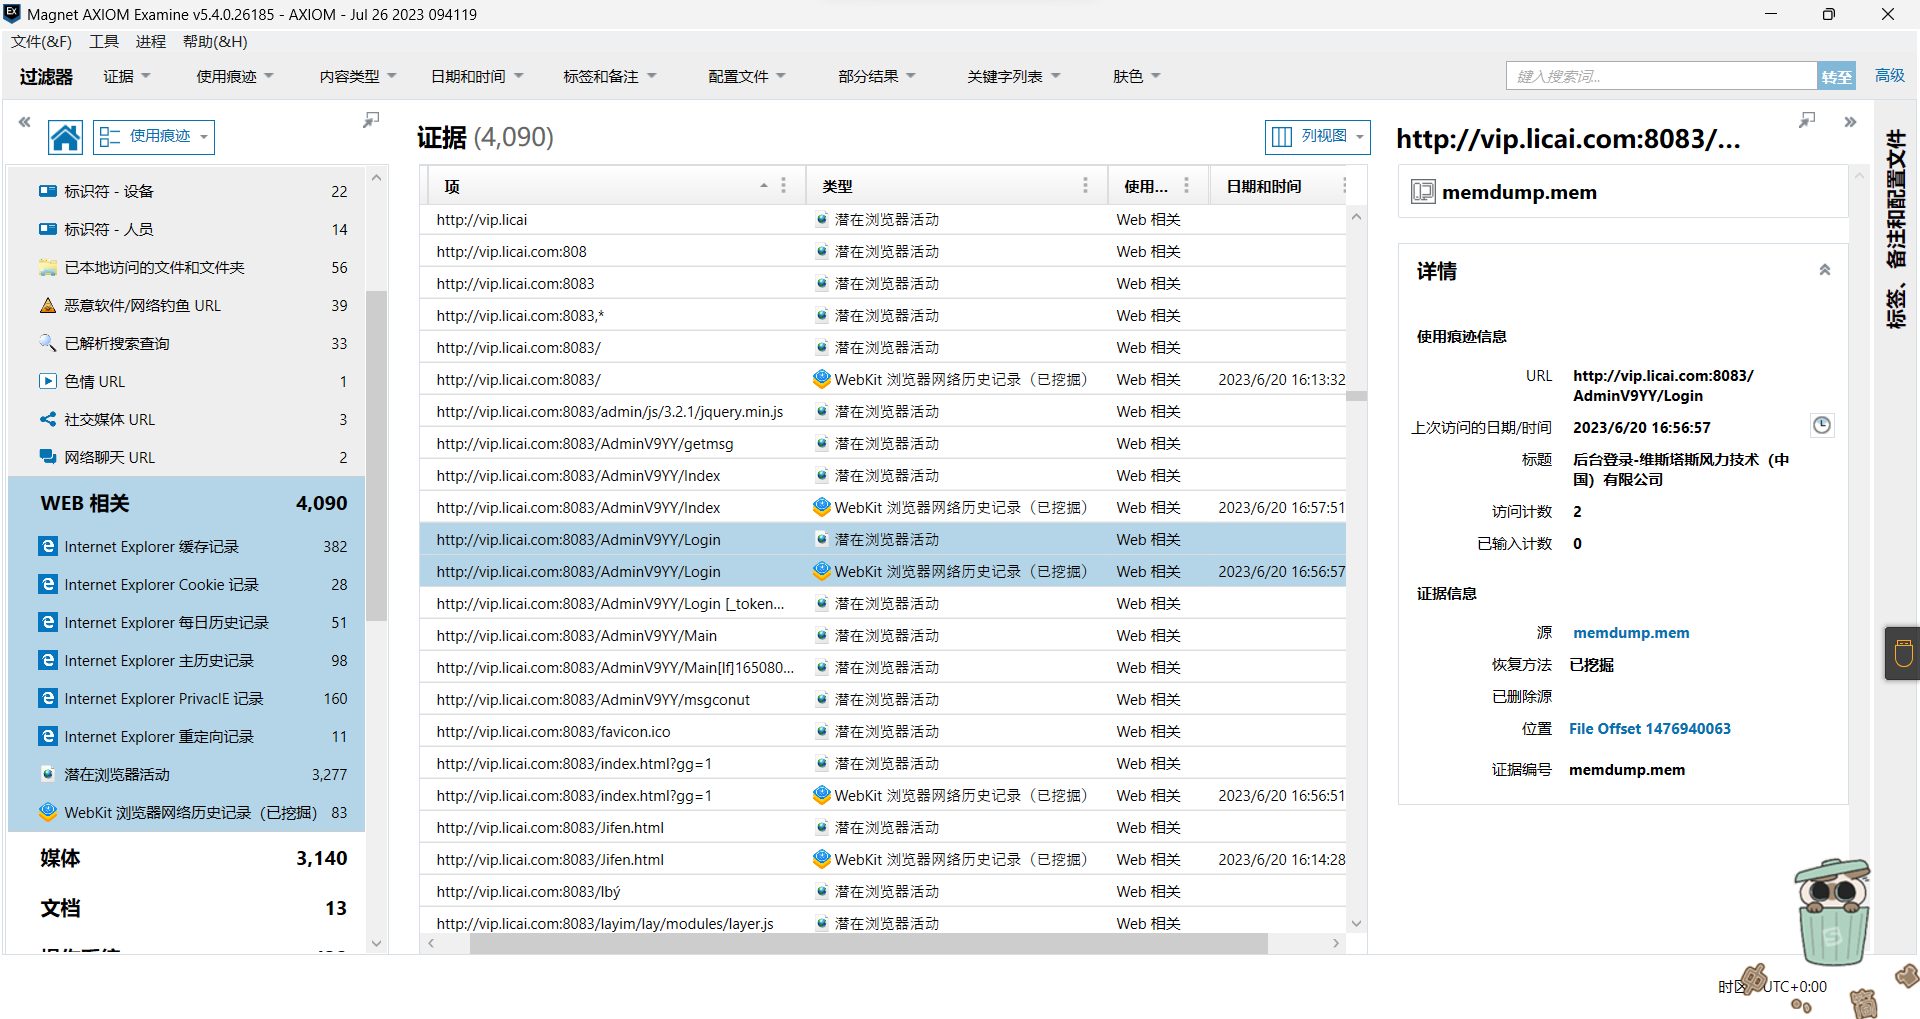 Magnet AXIOM Examine v5.4.0.26185 - AXIOM - Jul 26 2023 094119
文件(&F) 工具 进程 帮助(&H)
过滤器 证据 使用痕迹 内容类型 日期和时间 标签和备注 配置文件 部分结果 关键字列表 肤色 键入搜索词... 转至 高级
使用痕迹
标识符 - 设备 22
标识符 - 人员 14
已本地访问的文件和文件夹 56
恶意软件/网络钓鱼 URL 39
已解析搜索查询 33
色情 URL 1
社交媒体 URL 3
网络聊天 URL 2
WEB 相关 4,090
Internet Explorer 缓存记录 382
Internet Explorer Cookie 记录 28
Internet Explorer 每日历史记录 51
Internet Explorer 主历史记录 98
Internet Explorer PrivacIE 记录 160
Internet Explorer 重定向记录 11
潜在浏览器活动 3,277
WebKit 浏览器网络历史记录（已挖掘） 83
媒体 3,140
文档 13
证据 (4,090) 列视图
项 类型 使用... 日期和时间
http://vip.licai 潜在浏览器活动 Web 相关
http://vip.licai.com:808 潜在浏览器活动 Web 相关
http://vip.licai.com:8083 潜在浏览器活动 Web 相关
http://vip.licai.com:8083,* 潜在浏览器活动 Web 相关
http://vip.licai.com:8083/ 潜在浏览器活动 Web 相关
http://vip.licai.com:8083/ WebKit 浏览器网络历史记录（已挖掘） Web 相关 2023/6/20 16:13:32
http://vip.licai.com:8083/admin/js/3.2.1/jquery.min.js 潜在浏览器活动 Web 相关
http://vip.licai.com:8083/AdminV9YY/getmsg 潜在浏览器活动 Web 相关
http://vip.licai.com:8083/AdminV9YY/Index 潜在浏览器活动 Web 相关
http://vip.licai.com:8083/AdminV9YY/Index WebKit 浏览器网络历史记录（已挖掘） Web 相关 2023/6/20 16:57:51
http://vip.licai.com:8083/AdminV9YY/Login 潜在浏览器活动 Web 相关
http://vip.licai.com:8083/AdminV9YY/Login WebKit 浏览器网络历史记录（已挖掘） Web 相关 2023/6/20 16:56:57
http://vip.licai.com:8083/AdminV9YY/Login [_token... 潜在浏览器活动 Web 相关
http://vip.licai.com:8083/AdminV9YY/Main 潜在浏览器活动 Web 相关
http://vip.licai.com:8083/AdminV9YY/Main[lf]165080... 潜在浏览器活动 Web 相关
http://vip.licai.com:8083/AdminV9YY/msgconut 潜在浏览器活动 Web 相关
http://vip.licai.com:8083/favicon.ico 潜在浏览器活动 Web 相关
http://vip.licai.com:8083/index.html?gg=1 潜在浏览器活动 Web 相关
http://vip.licai.com:8083/index.html?gg=1 WebKit 浏览器网络历史记录（已挖掘） Web 相关 2023/6/20 16:56:51
http://vip.licai.com:8083/Jifen.html 潜在浏览器活动 Web 相关
http://vip.licai.com:8083/Jifen.html WebKit 浏览器网络历史记录（已挖掘） Web 相关 2023/6/20 16:14:28
http://vip.licai.com:8083/lbý 潜在浏览器活动 Web 相关
http://vip.licai.com:8083/layim/lay/modules/layer.js 潜在浏览器活动 Web 相关
http://vip.licai.com:8083/...
memdump.mem
详情
使用痕迹信息
URL http://vip.licai.com:8083/
AdminV9YY/Login
上次访问的日期/时间 2023/6/20 16:56:57
标题 后台登录-维斯塔斯风力技术（中
国）有限公司
访问计数 2
已输入计数 0
证据信息
源 memdump.mem
恢复方法 已挖掘
已删除源
位置 File Offset 1476940063
证据编号 memdump.mem
标签、备注和配置文件
时区 UTC+0:00